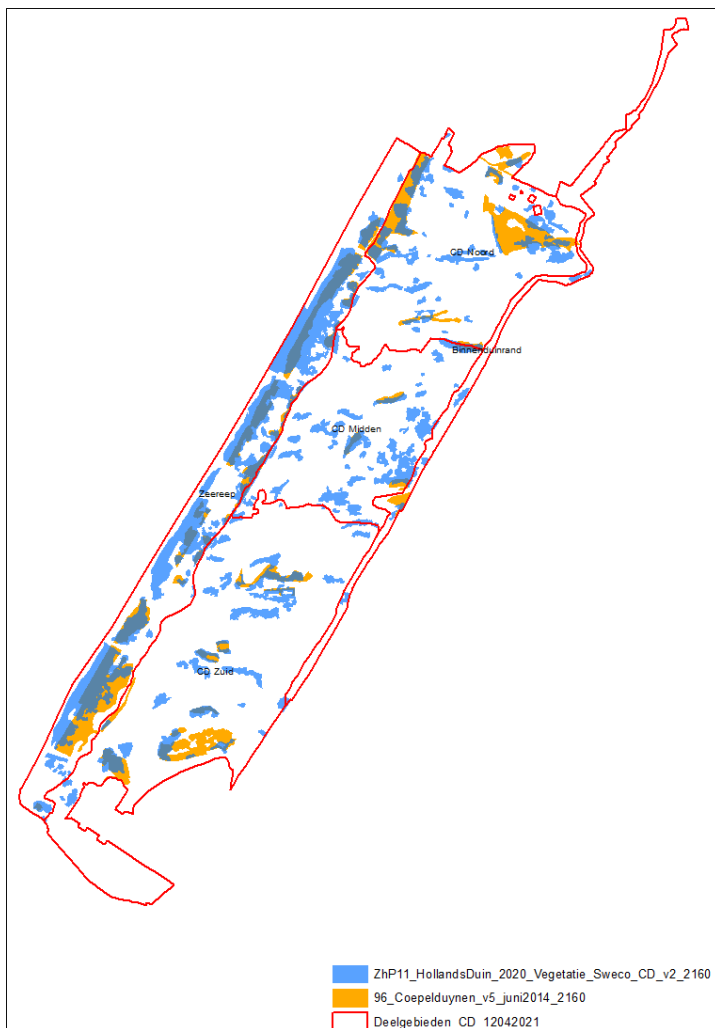 CD Noord
Binnenduinrand
CD Midden
Zeereep
CD Zuid
ZhP11_HollandsDuin_2020_Vegetatie_Sweco_CD_v2_2160
96_Coepelduynen_v5_juni2014_2160
Deelgebieden_CD_12042021